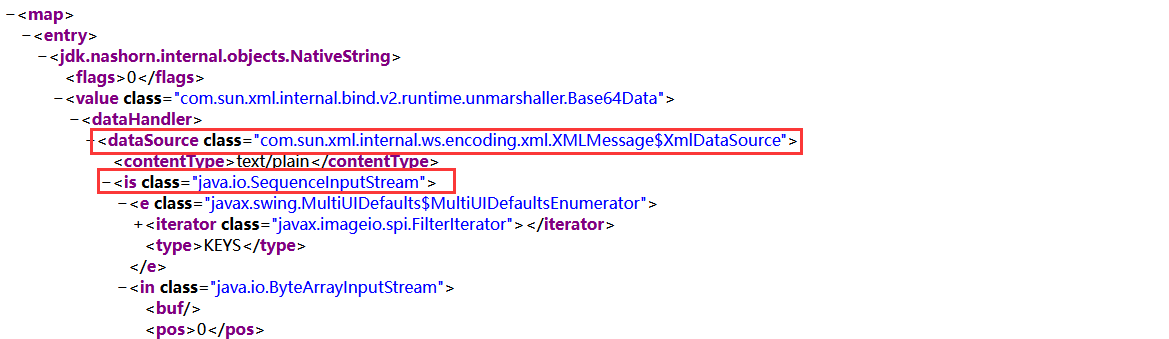 −<map>
−<entry>
−<jdk.nashorn.internal.objects.NativeString>
<flags>0</flags>
−<value class="com.sun.xml.internal.bind.v2.runtime.unmarshaller.Base64Data">
−<dataHandler>
−<dataSource class="com.sun.xml.internal.ws.encoding.xml.XMLMessage$XmlDataSource">
<contentType>text/plain</contentType>
−<is class="java.io.SequenceInputStream">
−<e class="javax.swing.MultiUIDefaults$MultiUIDefaultsEnumerator">
+<iterator class="javax.imageio.spi.FilterIterator"></iterator>
<type>KEYS</type>
</e>
−<in class="java.io.ByteArrayInputStream">
<buf/>
<pos>0</pos>